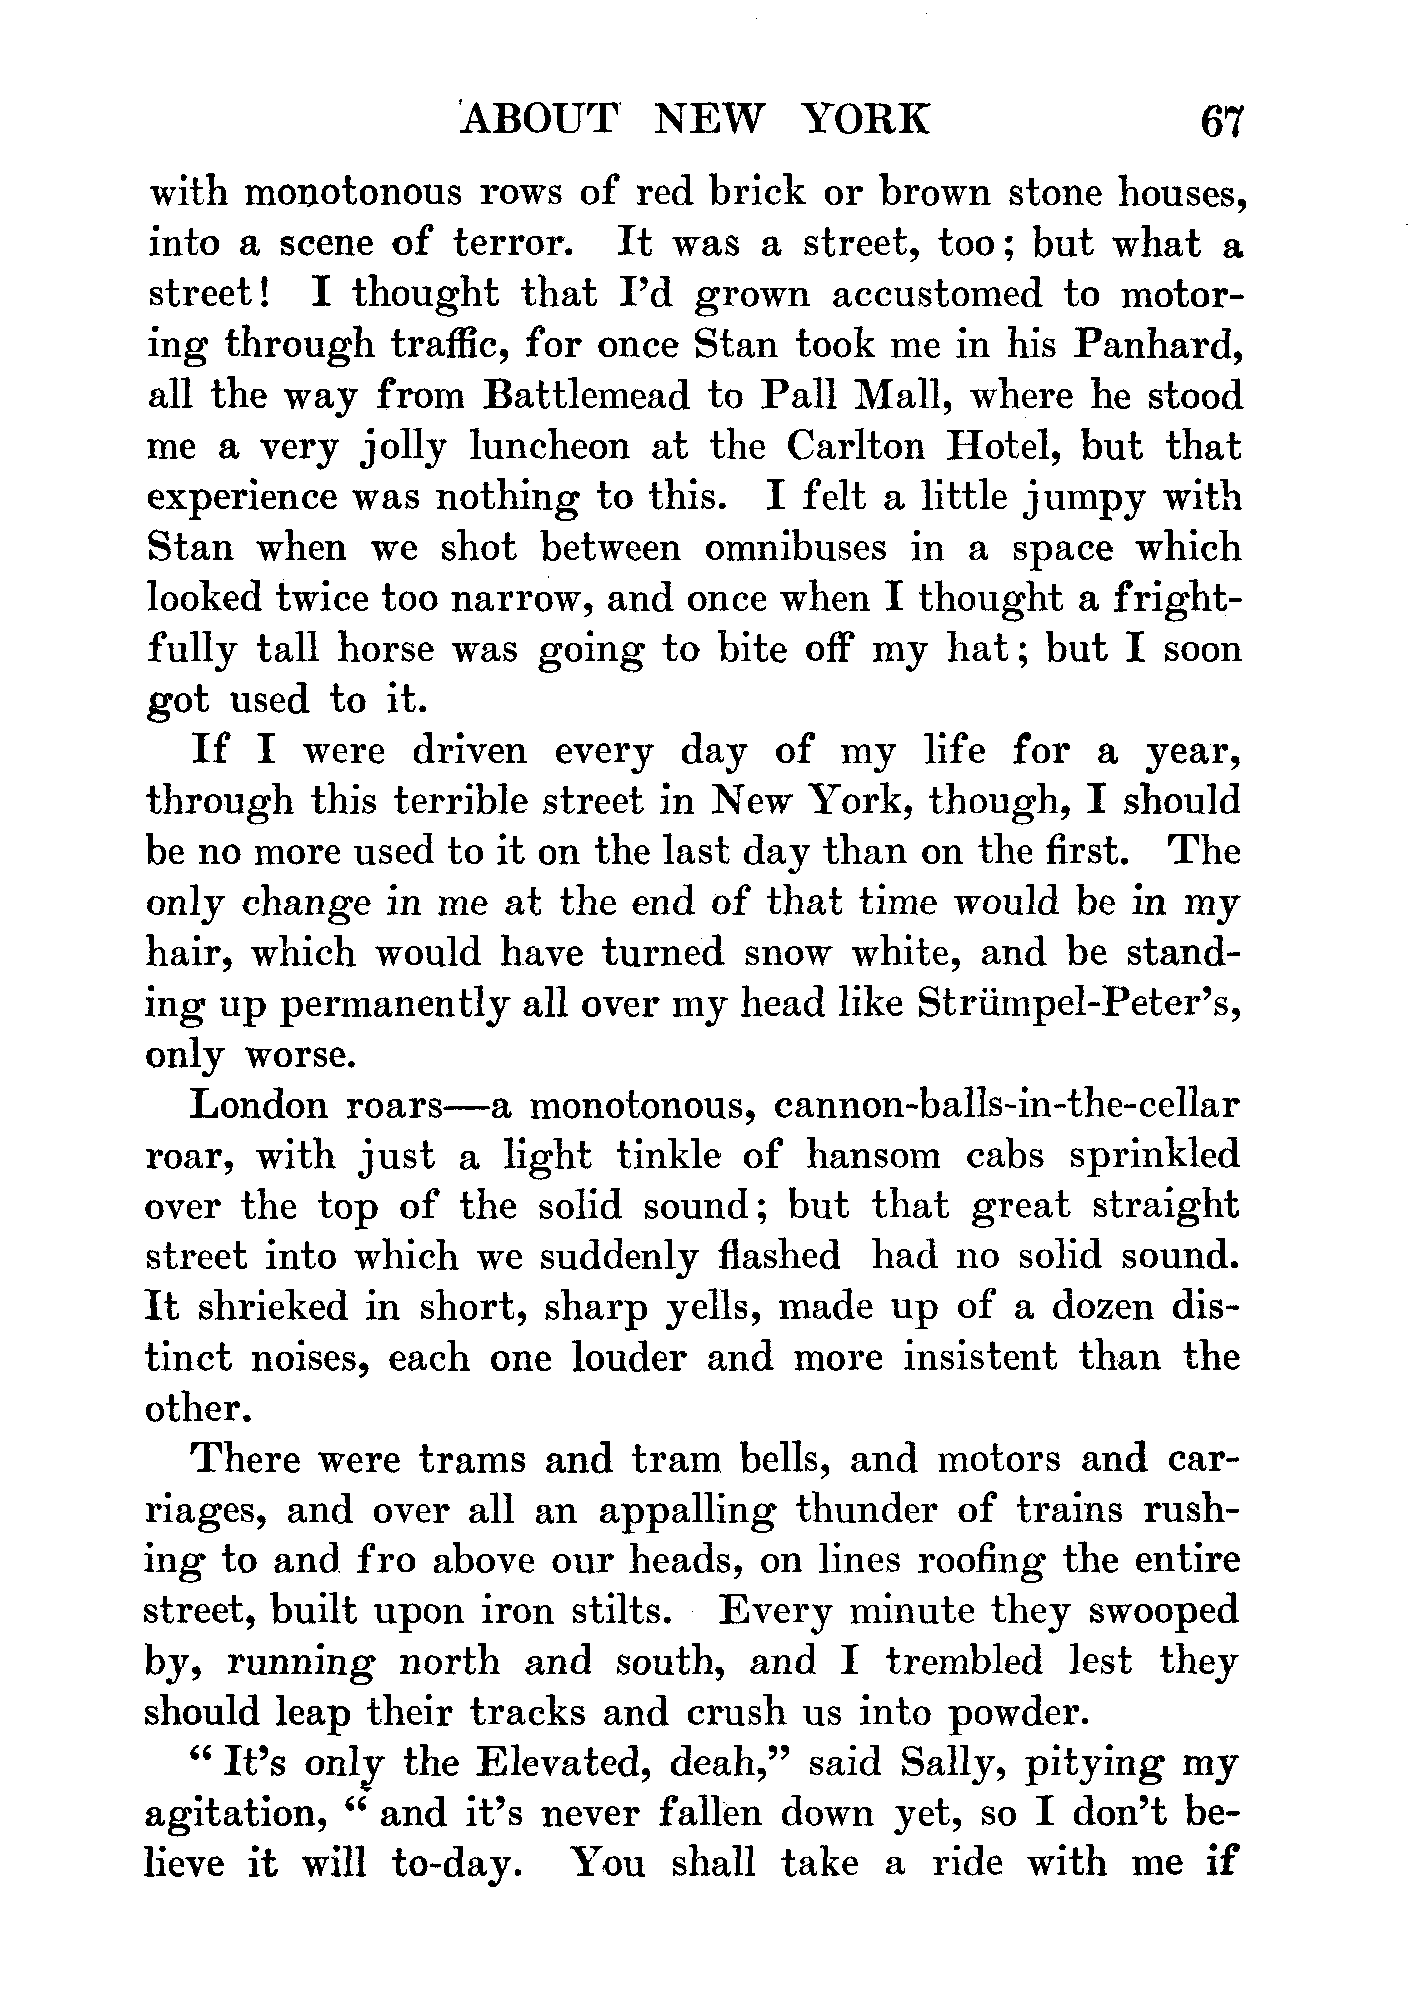 ABOUT NEW YORK 67
with monotonous rows of red brick or brown stone houses,
into a scene of terror. It was a street, too; but what a
street! I thought that I'd grown accustomed to motor-
ing through traffic, for once Stan took me in his Panhard,
all the way from Battlemead to Pall Mall, where he stood
me a very jolly luncheon at the Carlton Hotel, but that
experience was nothing to this. I felt a little jumpy with
Stan when we shot between omnibuses in a space which
looked twice too narrow, and once when I thought a fright-
fully tall horse was going to bite off my hat; but I soon
got used to it.
If I were driven every day of my life for a year,
through this terrible street in New York, though, I should
be no more used to it on the last day than on the first. The
only change in me at the end of that time would be in my
hair, which would have turned snow white, and be stand-
ing up permanently all over my head like Strümpel-Peter's,
only worse.
London roars—a monotonous, cannon-balls-in-the-cellar
roar, with just a light tinkle of hansom cabs sprinkled
over the top of the solid sound; but that great straight
street into which we suddenly flashed had no solid sound.
It shrieked in short, sharp yells, made up of a dozen dis-
tinct noises, each one louder and more insistent than the
other.
There were trams and tram bells, and motors and car-
riages, and over all an appalling thunder of trains rush-
ing to and fro above our heads, on lines roofing the entire
street, built upon iron stilts. Every minute they swooped
by, running north and south, and I trembled lest they
should leap their tracks and crush us into powder.
"It's only the Elevated, deah," said Sally, pitying my
agitation, "and it's never fallen down yet, so I don't be-
lieve it will to-day. You shall take a ride with me if